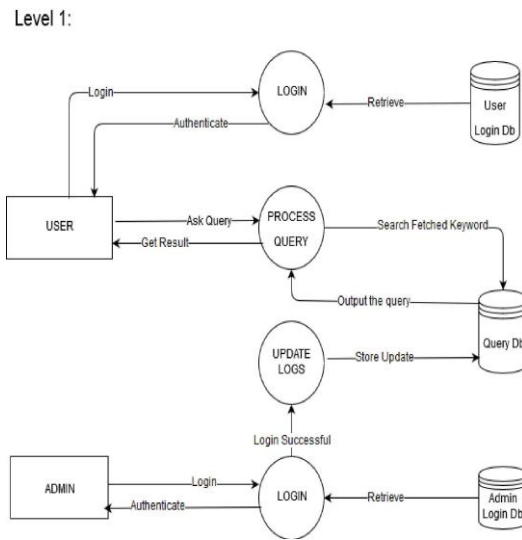 Level 1:
Login
LOGIN
Retrieve
User
Login Db
Authenticate
USER
Ask Query
PROCESS
QUERY
Search Fetched Keyword
Get Result
Output the query
Query Db
UPDATE
LOGS
Store Update
Login Successful
ADMIN
Login
LOGIN
Retrieve
Admin
Login Db
Authenticate